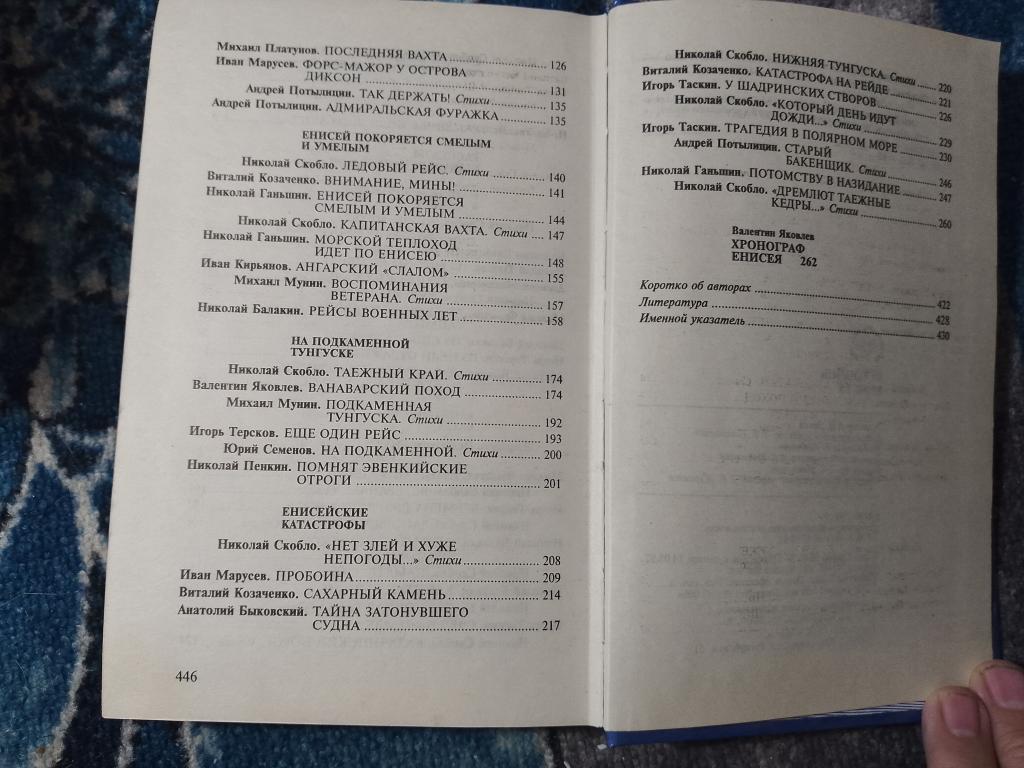 Михаил Платунов. ПОСЛЕДНЯЯ ВАХТА ........ 126
Иван Марусев. ФОРС-МАЖОР У ОСТРОВА
ДИКСОН ........ 131
Андрей Потылицин. ТАК ДЕРЖАТЬ! Стихи ........ 135
Андрей Потылицин. АДМИРАЛЬСКАЯ ФУРАЖКА ........ 135
ЕНИСЕЙ ПОКОРЯЕТСЯ СМЕЛЫМ
И УМЕЛЫМ
Николай Скобло. ЛЕДОВЫЙ РЕЙС. Стихи ........ 140
Виталий Козаченко. ВНИМАНИЕ, МИНЫ! ........ 141
Николай Ганьшин. ЕНИСЕЙ ПОКОРЯЕТСЯ
СМЕЛЫМ И УМЕЛЫМ ........ 144
Николай Скобло. КАПИТАНСКАЯ ВАХТА. Стихи .... 147
Николай Ганьшин. МОРСКОЙ ТЕПЛОХОД
ИДЕТ ПО ЕНИСЕЮ ........ 148
Иван Кирьянов. АНГАРСКИЙ «СЛАЛОМ» ........ 155
Михаил Мунин. ВОСПОМИНАНИЯ
ВЕТЕРАНА. Стихи ........ 157
Николай Балакин. РЕЙСЫ ВОЕННЫХ ЛЕТ ........ 158
НА ПОДКАМЕННОЙ
ТУНГУСКЕ
Николай Скобло. ТАЕЖНЫЙ КРАЙ. Стихи ........ 174
Валентин Яковлев. ВАНАВАРСКИЙ ПОХОД ........ 174
Михаил Мунин. ПОДКАМЕННАЯ
ТУНГУСКА. Стихи ........ 192
Игорь Терсков. ЕЩЕ ОДИН РЕЙС ........ 193
Юрий Семенов. НА ПОДКАМЕННОЙ. Стихи ........ 200
Николай Пенкин. ПОМНЯТ ЭВЕНКИЙСКИЕ
ОТРОГИ ........ 201
ЕНИСЕЙСКИЕ
КАТАСТРОФЫ
Николай Скобло. «НЕТ ЗЛЕЙ И ХУЖЕ
НЕПОГОДЫ...» Стихи ........ 208
Иван Марусев. ПРОБОИНА ........ 209
Виталий Козаченко. САХАРНЫЙ КАМЕНЬ ........ 214
Анатолий Быковский. ТАЙНА ЗАТОНУВШЕГО
СУДНА ........ 217
446
Николай Скобло. НИЖНЯЯ ТУНГУСКА. Стихи ........ 220
Виталий Козаченко. КАТАСТРОФА НА РЕЙДЕ ........ 221
Игорь Таскин. У ШАДРИНСКИХ СТВОРОВ ........ 226
Николай Скобло. «КОТОРЫЙ ДЕНЬ ИДУТ
ДОЖДИ...» Стихи ........ 229
Игорь Таскин. ТРАГЕДИЯ В ПОЛЯРНОМ МОРЕ ........ 230
Андрей Потылицин. СТАРЫЙ
БАКЕНЩИК. Стихи ........ 246
Николай Ганьшин. ПОТОМСТВУ В НАЗИДАНИЕ ........ 247
Николай Скобло. «ДРЕМЛЮТ ТАЕЖНЫЕ
КЕДРЫ...» Стихи ........ 260
Валентин Яковлев
ХРОНОГРАФ
ЕНИСЕЯ 262
Коротко об авторах ........ 422
Литература ........ 428
Именной указатель ........ 430